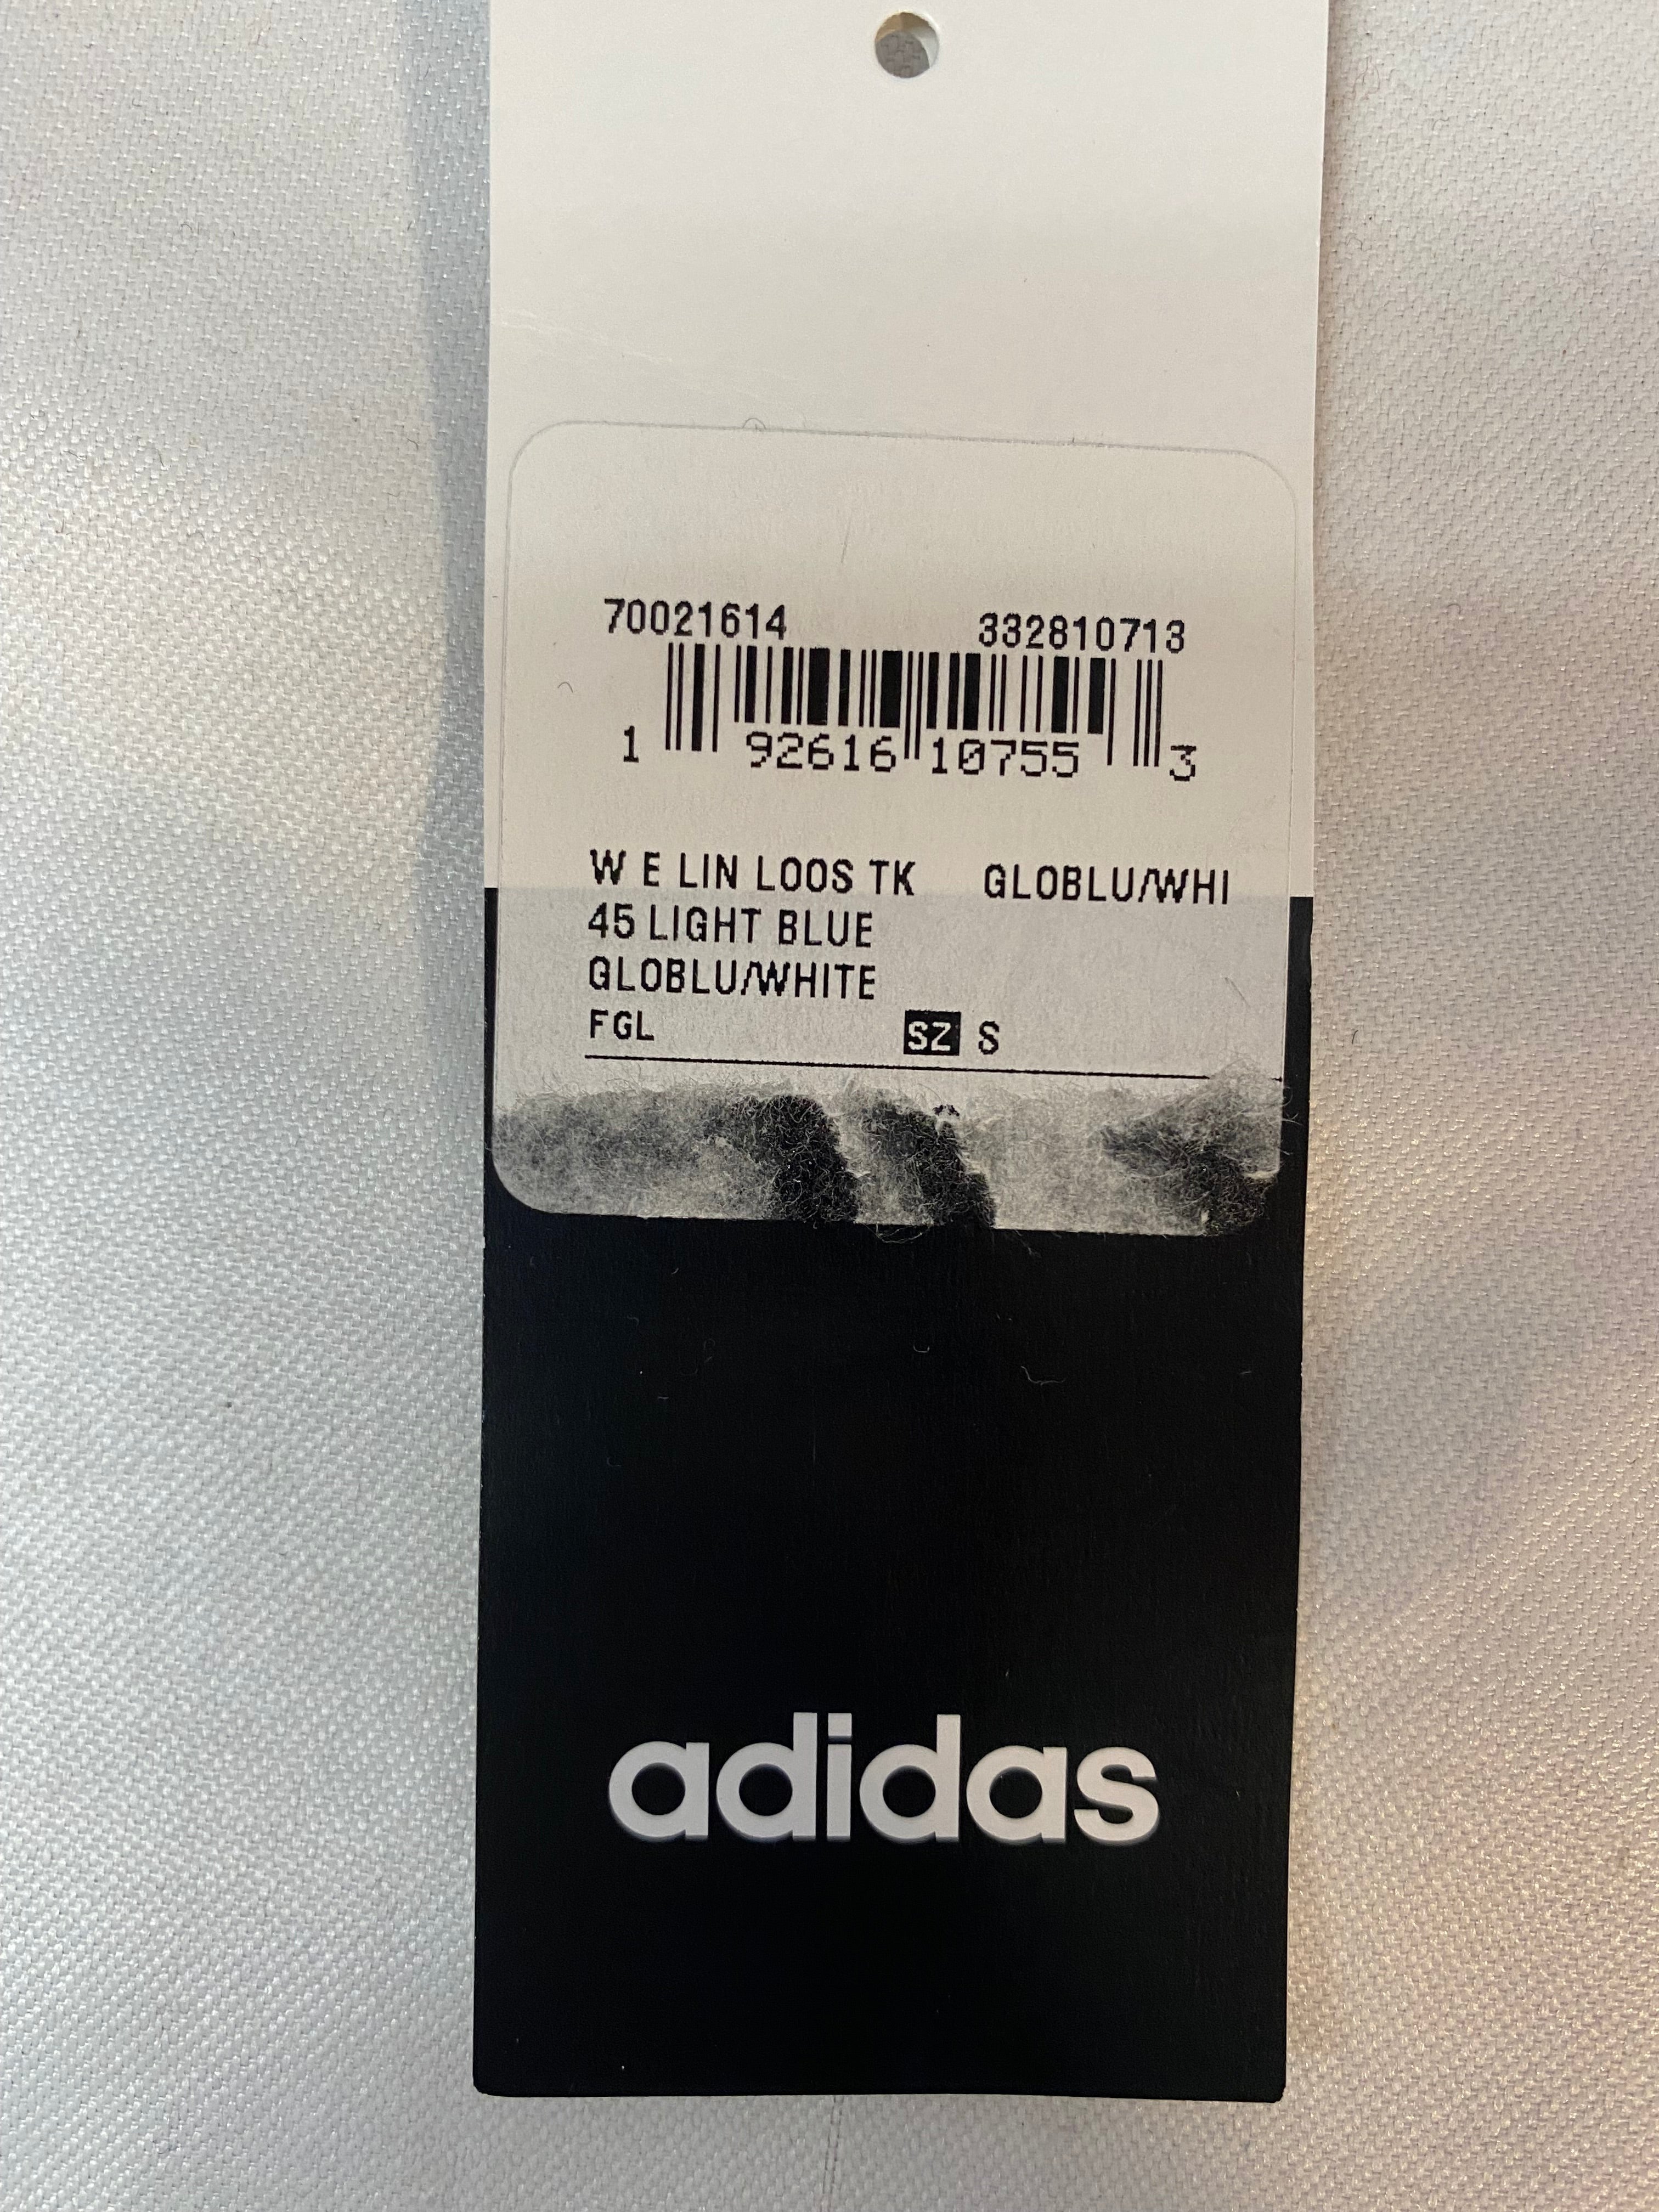 70021614 332810713
1 92616 10755 3
W E LIN LOOS TK GLOBLU/WHI
45 LIGHT BLUE
GLOBLU/WHITE
FGL SZ S
adidas